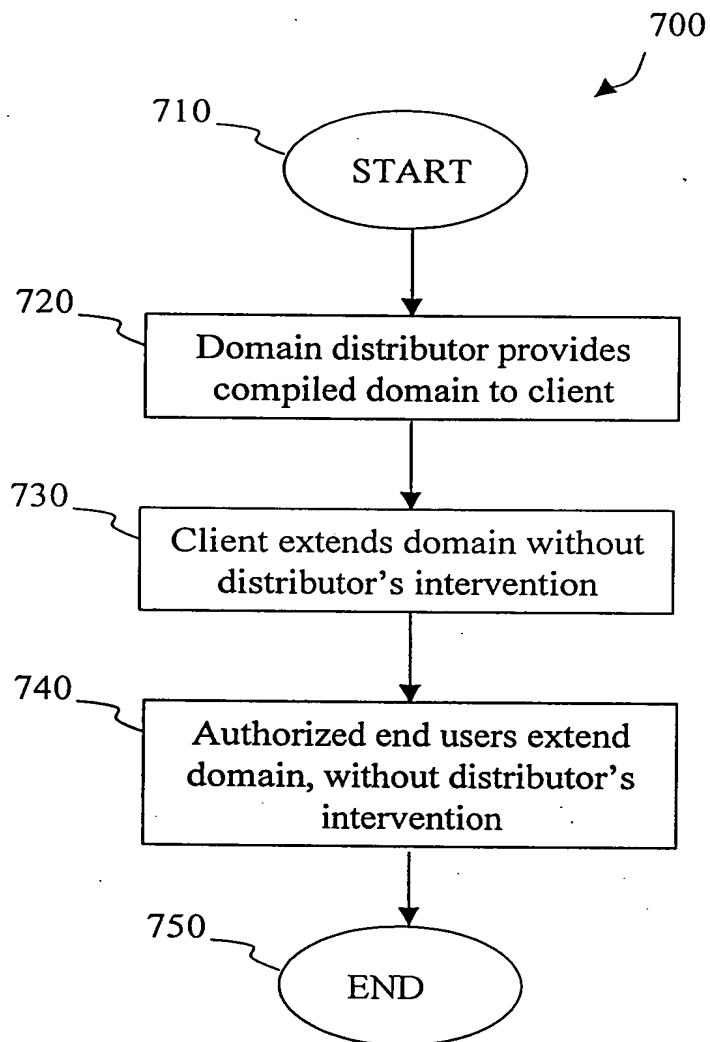 700
710
START
720
Domain distributor provides
compiled domain to client
730
Client extends domain without
distributor’s intervention
740
Authorized end users extend
domain, without distributor’s
intervention
750
END